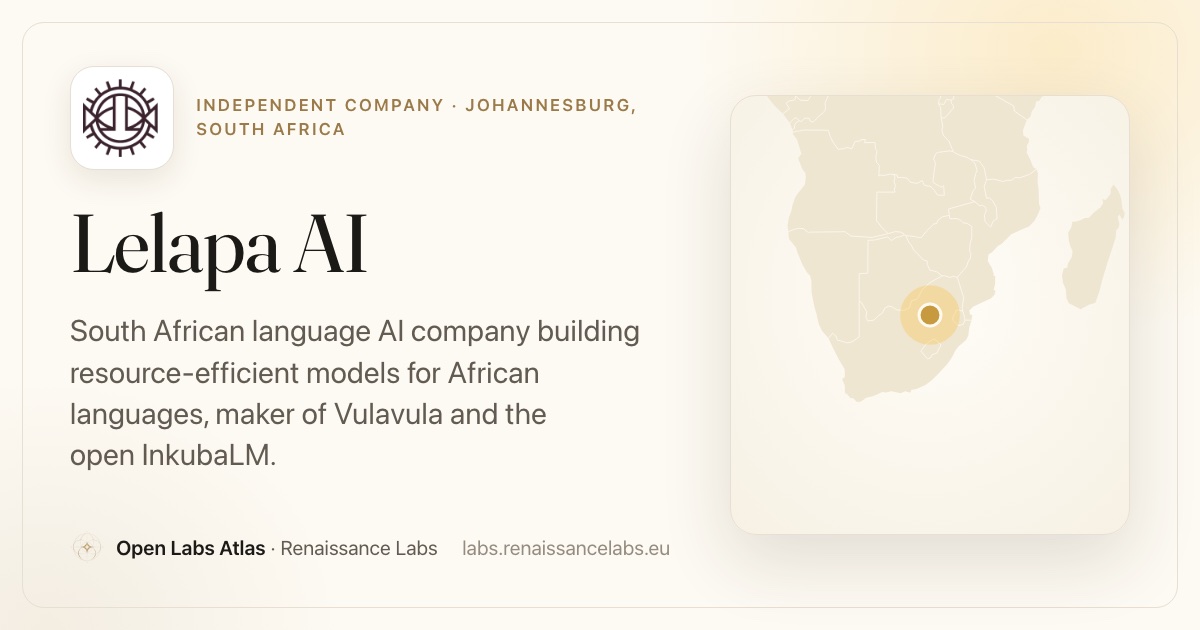 INDEPENDENT COMPANY · JOHANNESBURG,
SOUTH AFRICA
Lelapa AI
South African language AI company building
resource-efficient models for African
languages, maker of Vulavula and the
open InkubaLM.
Open Labs Atlas · Renaissance Labs labs.renaissancelabs.eu